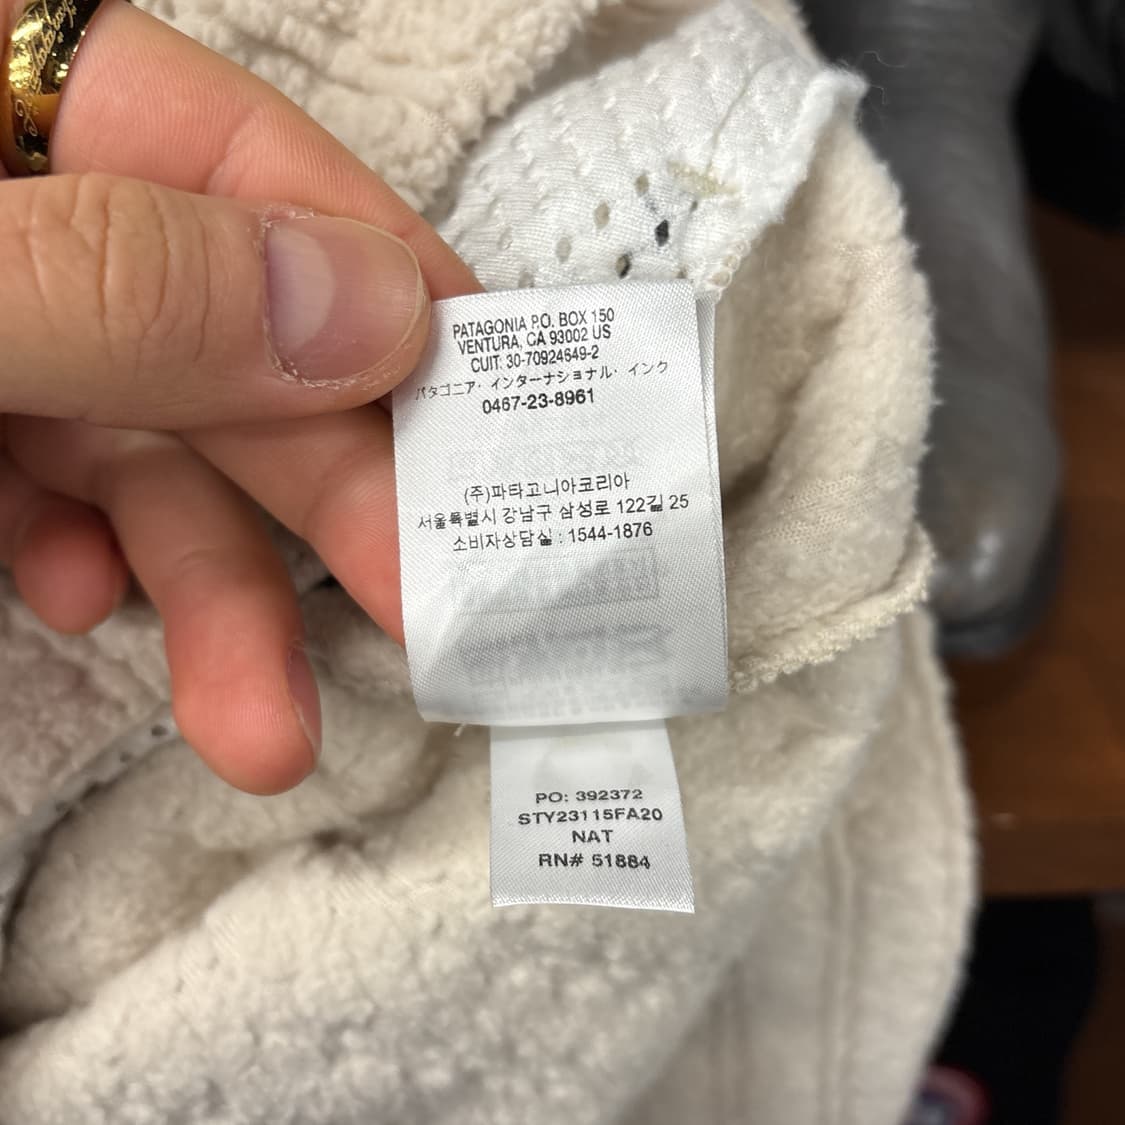 PATAGONIA P.O. BOX 150
VENTURA, CA 93002 US
CUIT: 30-70924649-2
パタゴニア・インターナショナル・インク
0467-23-8961
(주)파타고니아코리아
서울특별시 강남구 삼성로 122길 25
소비자상담실 : 1544-1876
PO: 392372
STY23115FA20
NAT
RN# 51884